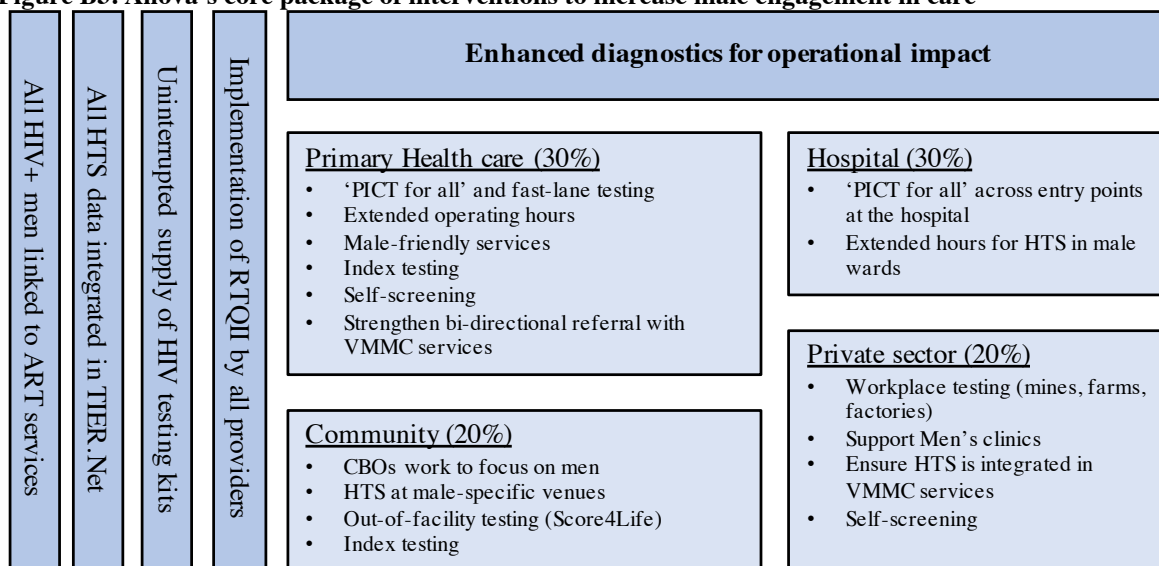 Figure B3: Anova's core package of interventions to increase male engagement in care
All HIV+ men linked to ART services
All HTS data integrated in TIER.Net
Uninterrupted supply of HIV testing kits
Implementation of RTQII by all providers
Enhanced diagnostics for operational impact
Primary Health care (30%)
• ‘PICT for all’ and fast-lane testing
• Extended operating hours
• Male-friendly services
• Index testing
• Self-screening
• Strengthen bi-directional referral with
VMMC services
Community (20%)
• CBOs work to focus on men
• HTS at male-specific venues
• Out-of-facility testing (Score4Life)
• Index testing
Hospital (30%)
• ‘PICT for all’ across entry points
at the hospital
• Extended hours for HTS in male
wards
Private sector (20%)
• Workplace testing (mines, farms,
factories)
• Support Men’s clinics
• Ensure HTS is integrated in
VMMC services
• Self-screening